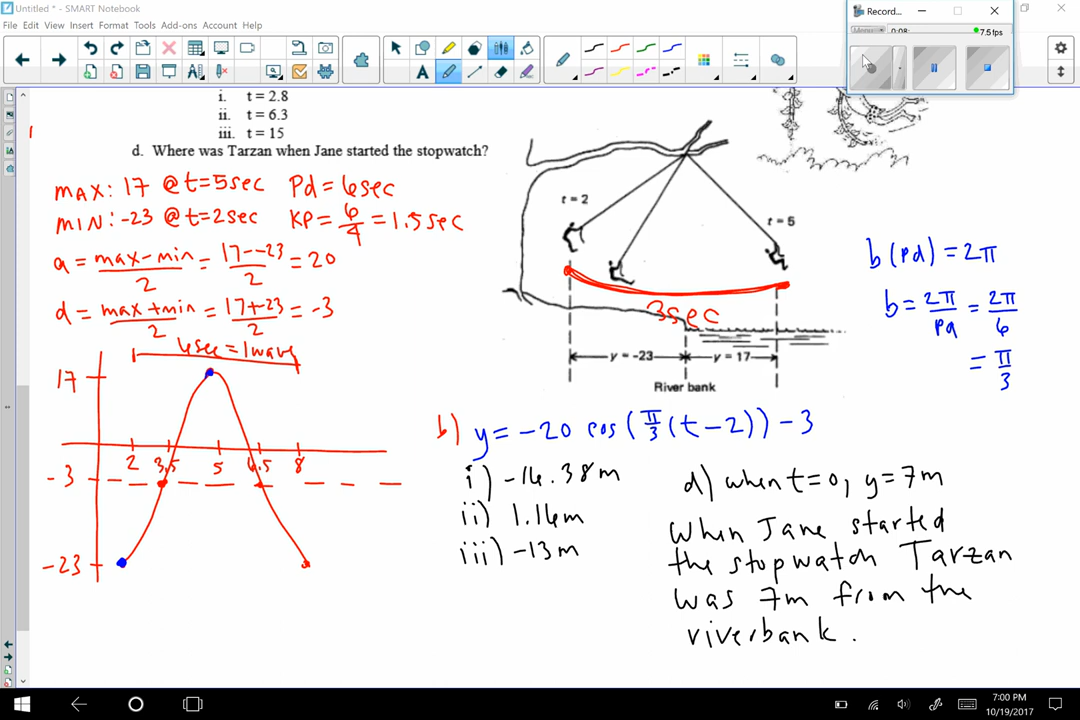 Untitled * - SMART Notebook
Record...
File Edit View Insert Format Tools Add-ons Account Help
0:08
7.5 fps
i. t = 2.8
ii. t = 6.3
iii. t = 15
d. Where was Tarzan when Jane started the stopwatch?
MAX: 17 @ t=5sec Pd = 6sec
MIN: -23 @ t=2sec KP = 6/4 = 1.5sec
a = max-min/2 = 17--23/2 = 20
d = max+min/2 = 17+-23/2 = -3
6sec = 1wave
17
2 3.5 5 6.5 8
-3
-23
t = 2
t = 5
3sec
y = -23 y = 17
River bank
b(pd) = 2π
b = 2π/pd = 2π/6
= π/3
b) y = -20 cos(π/3(t-2)) - 3
i) -16.38m
ii) 1.16m
iii) -13m
d) when t=0, y=7m
When Jane started
the stopwatch Tarzan
was 7m from the
riverbank.
7:00 PM
10/19/2017